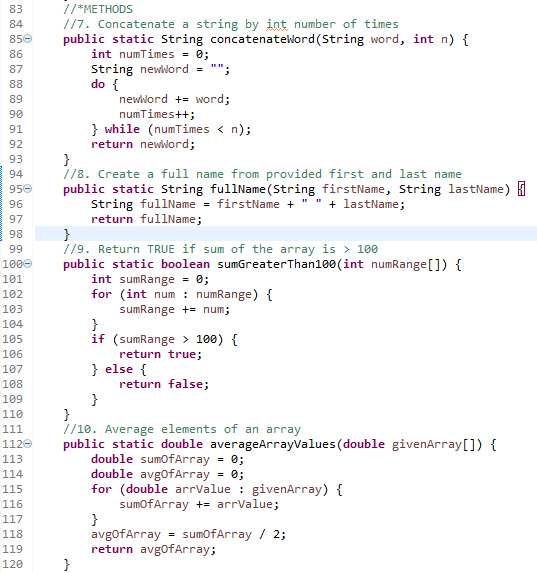 83 //*METHODS
84 //7. Concatenate a string by int number of times
85 public static String concatenateWord(String word, int n) {
86 int numTimes = 0;
87 String newWord = "";
88 do {
89 newWord += word;
90 numTimes++;
91 } while (numTimes < n);
92 return newWord;
93 }
94 //8. Create a full name from provided first and last name
95 public static String fullName(String firstName, String lastName) {
96 String fullName = firstName + " " + lastName;
97 return fullName;
98 }
99 //9. Return TRUE if sum of the array is > 100
100 public static boolean sumGreaterThan100(int numRange[]) {
101 int sumRange = 0;
102 for (int num : numRange) {
103 sumRange += num;
104 }
105 if (sumRange > 100) {
106 return true;
107 } else {
108 return false;
109 }
110 }
111 //10. Average elements of an array
112 public static double averageArrayValues(double givenArray[]) {
113 double sumOfArray = 0;
114 double avgOfArray = 0;
115 for (double arrValue : givenArray) {
116 sumOfArray += arrValue;
117 }
118 avgOfArray = sumOfArray / 2;
119 return avgOfArray;
120 }